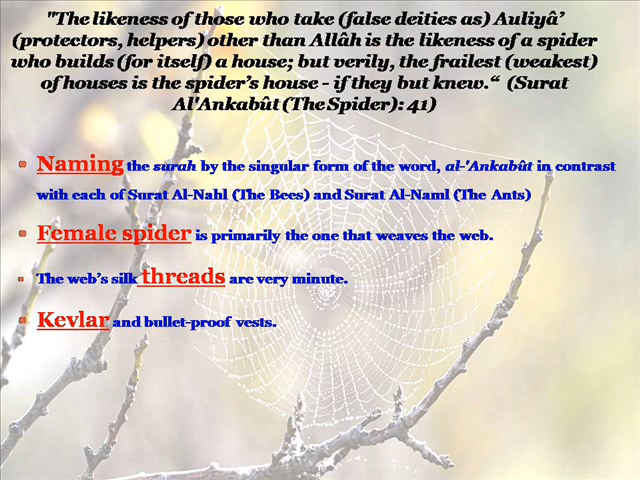 "The likeness of those who take (false deities as) Auliyâ’
(protectors, helpers) other than Allâh is the likeness of a spider
who builds (for itself) a house; but verily, the frailest (weakest)
of houses is the spider’s house - if they but knew.“ (Surat
Al'Ankabût (The Spider): 41)
Naming the surah by the singular form of the word, al-'Ankabût in contrast
with each of Surat Al-Nahl (The Bees) and Surat Al-Naml (The Ants)
Female spider is primarily the one that weaves the web.
The web’s silk threads are very minute.
Kevlar and bullet-proof vests.